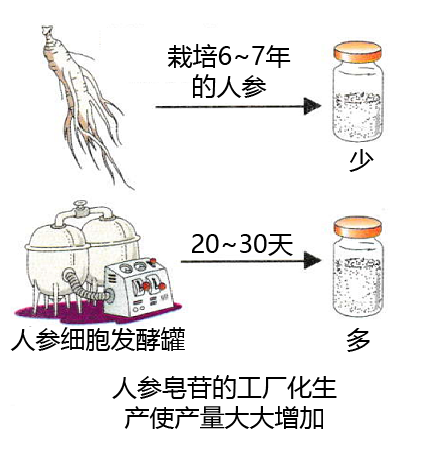 栽培6~7年
的人参
少
20~30天
人参细胞发酵罐
多
人参皂苷的工厂化生
产使产量大大增加